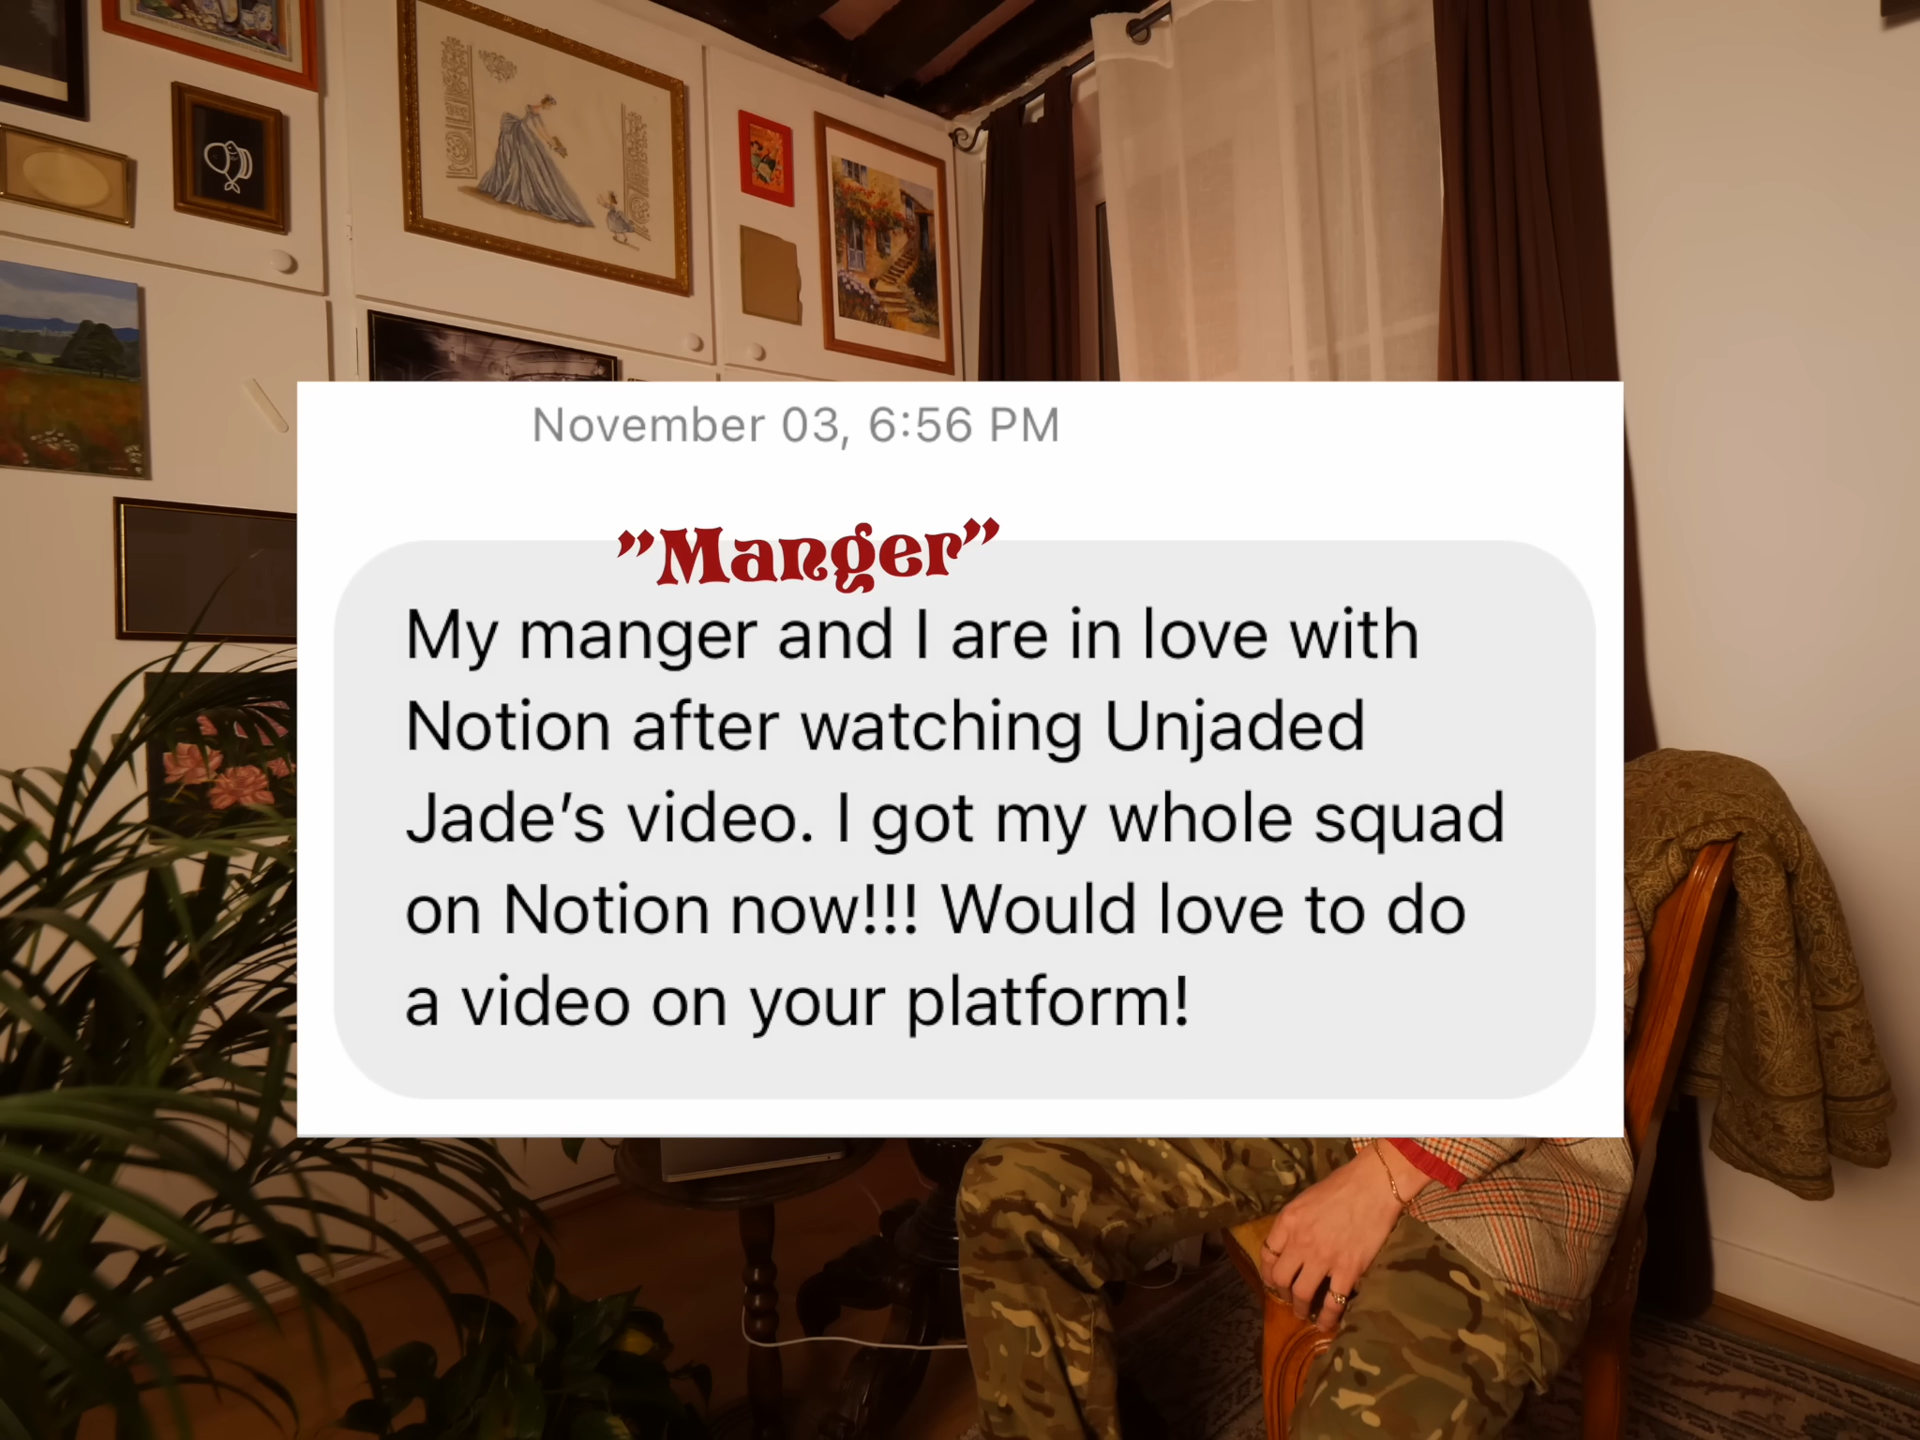 November 03, 6:56 PM
”Manger”
My manger and I are in love with
Notion after watching Unjaded
Jade’s video. I got my whole squad
on Notion now!!! Would love to do
a video on your platform!